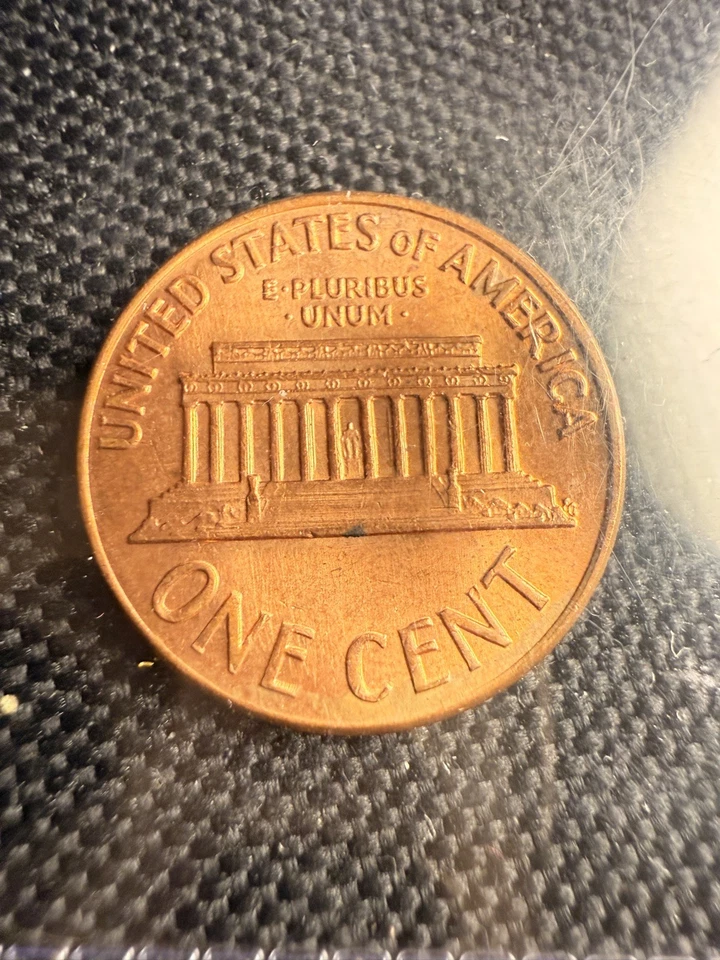 UNITED STATES OF AMERICA
E·PLURIBUS
·UNUM·
ONE CENT